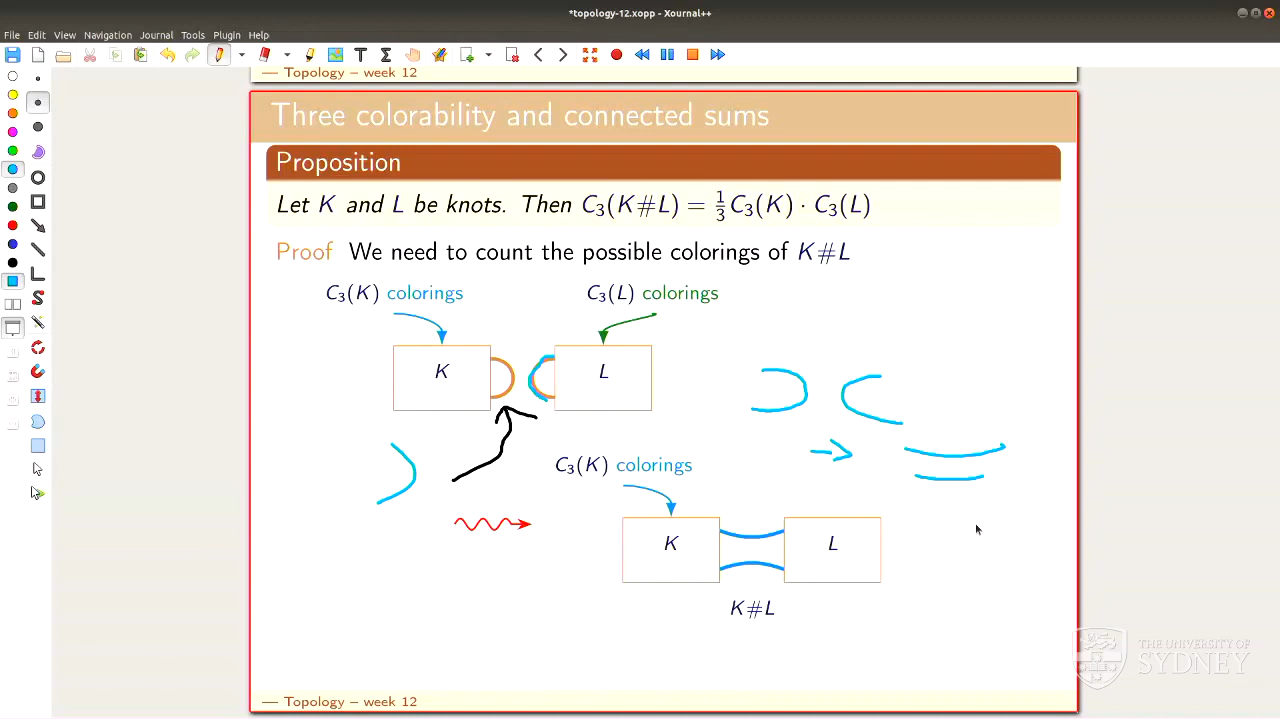 *topology-12.xopp - Xournal++
File Edit View Navigation Journal Tools Plugin Help
— Topology – week 12
Three colorability and connected sums
Proposition
Let K and L be knots. Then C₃(K#L) = ⅓C₃(K) · C₃(L)
Proof We need to count the possible colorings of K#L
C₃(K) colorings
C₃(L) colorings
K
L
C₃(K) colorings
K
L
K#L
THE UNIVERSITY OF
SYDNEY
— Topology – week 12